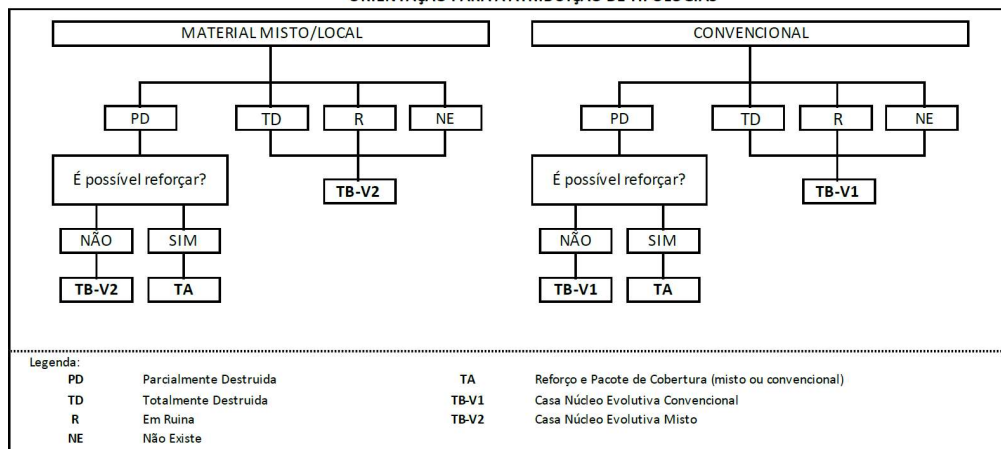 MATERIAL MISTO/LOCAL
PD
TD
R
NE
É possível reforçar?
TB-V2
NÃO
SIM
TB-V2
TA
CONVENCIONAL
PD
TD
R
NE
É possível reforçar?
TB-V1
NÃO
SIM
TB-V1
TA
Legenda:
PD Parcialmente Destruida
TD Totalmente Destruida
R Em Ruina
NE Não Existe
TA Reforço e Pacote de Cobertura (misto ou convencional)
TB-V1 Casa Núcleo Evolutiva Convencional
TB-V2 Casa Núcleo Evolutiva Misto